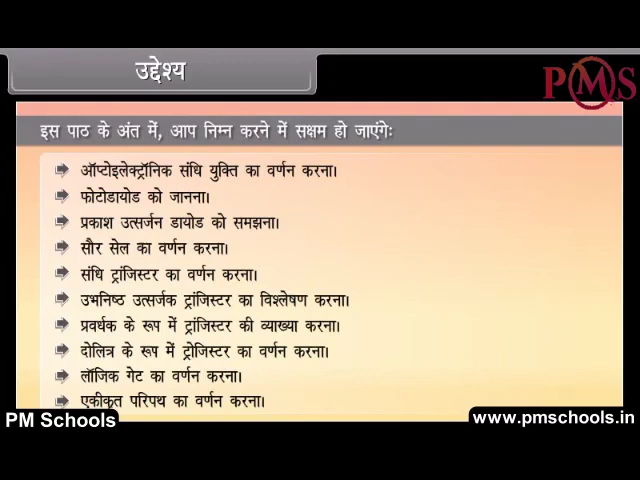 उद्देश्य
PMS
इस पाठ के अंत में, आप निम्न करने में सक्षम हो जाएंगेः
ऑप्टोइलेक्ट्रॉनिक संधि युक्ति का वर्णन करना।
फोटोडायोड को जानना।
प्रकाश उत्सर्जन डायोड को समझना।
सौर सेल का वर्णन करना।
संधि ट्रांजिस्टर का वर्णन करना।
उभनिष्ठ उत्सर्जक ट्रांजिस्टर का विश्लेषण करना।
प्रवर्धक के रूप में ट्रांजिस्टर की व्याख्या करना।
दोलित्र के रूप में ट्रोजिस्टर का वर्णन करना।
लॉजिक गेट का वर्णन करना।
एकीकृत परिपथ का वर्णन करना।
PM Schools
www.pmschools.in